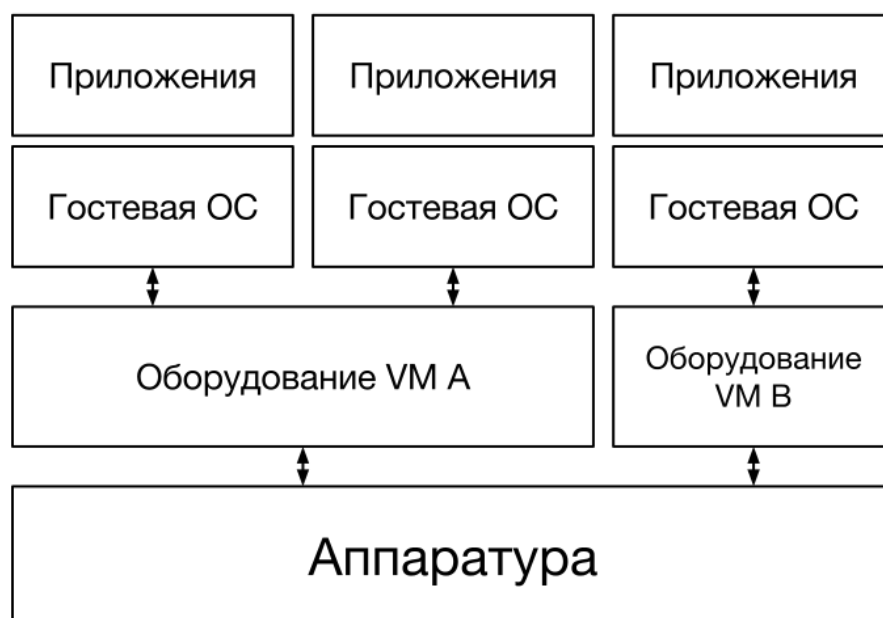 Приложения
Приложения
Приложения
Гостевая ОС
Гостевая ОС
Гостевая ОС
Оборудование VM A
Оборудование
VM B
Аппаратура